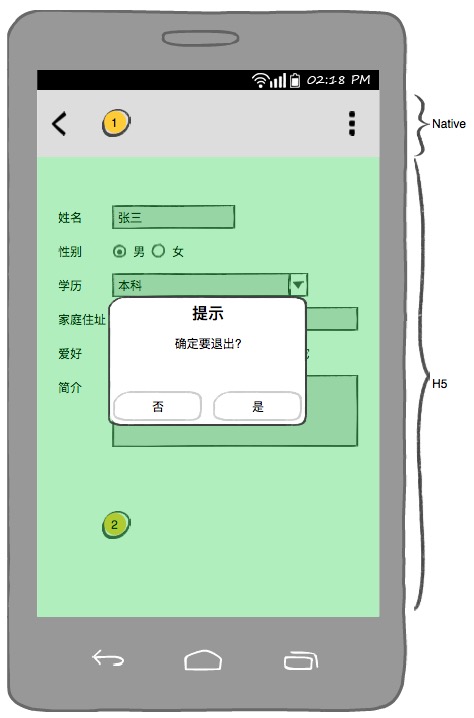 02:18 PM
1
Native
姓名 张三
性别 男 女
学历 本科
家庭住址
提示
爱好
确定要退出?
简介
H5
否 是
2